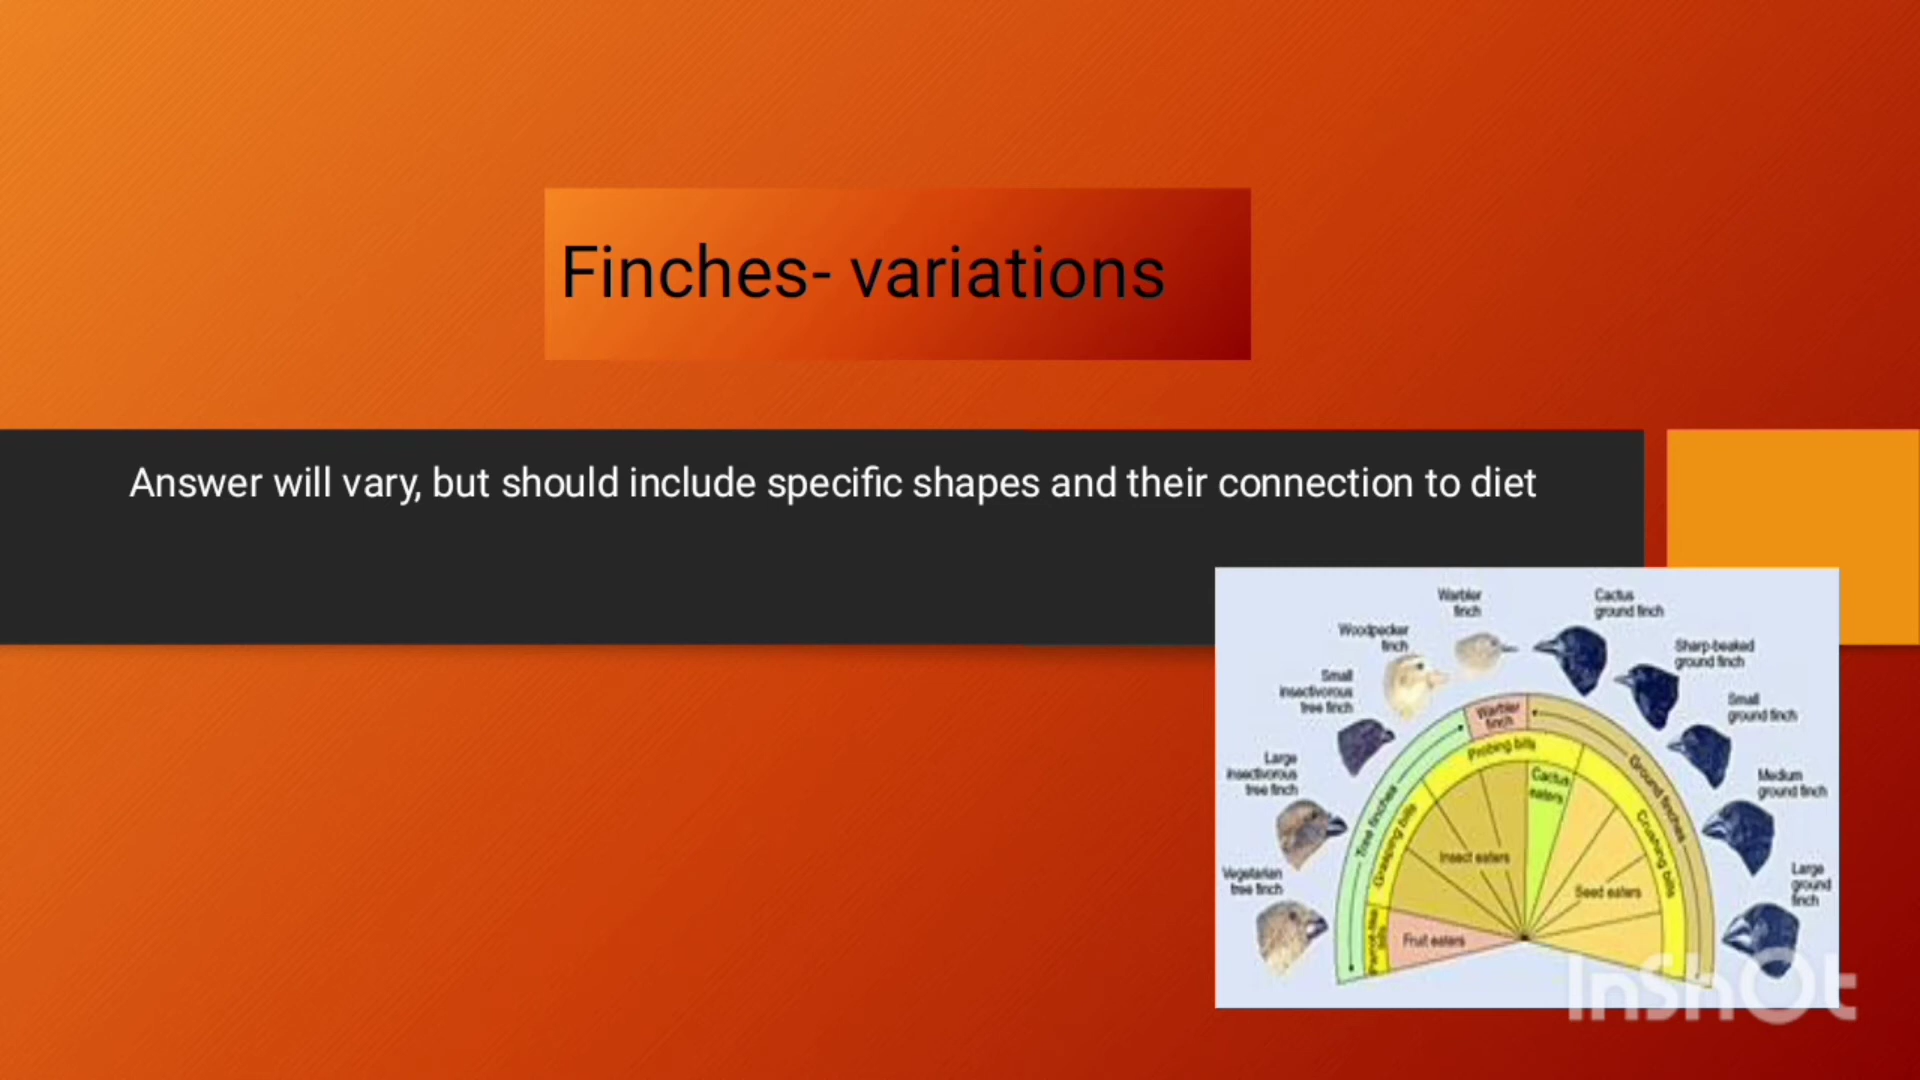 Finches- variations
Answer will vary, but should include specific shapes and their connection to diet
Warbler
finch
Cactus
ground finch
Woodpecker
finch
Sharp-beaked
ground finch
Small
insectivorous
tree finch
Small
ground finch
Large
insectivorous
tree finch
Medium
ground finch
Vegetarian
tree finch
Large
ground
finch
Warbler
finch
Probing bills
Tree finches
Grasping bills
Ground finches
Crushing bills
Cactus
eaters
Insect eaters
Seed eaters
Fruit eaters
Parrot-like
bills
InShOt